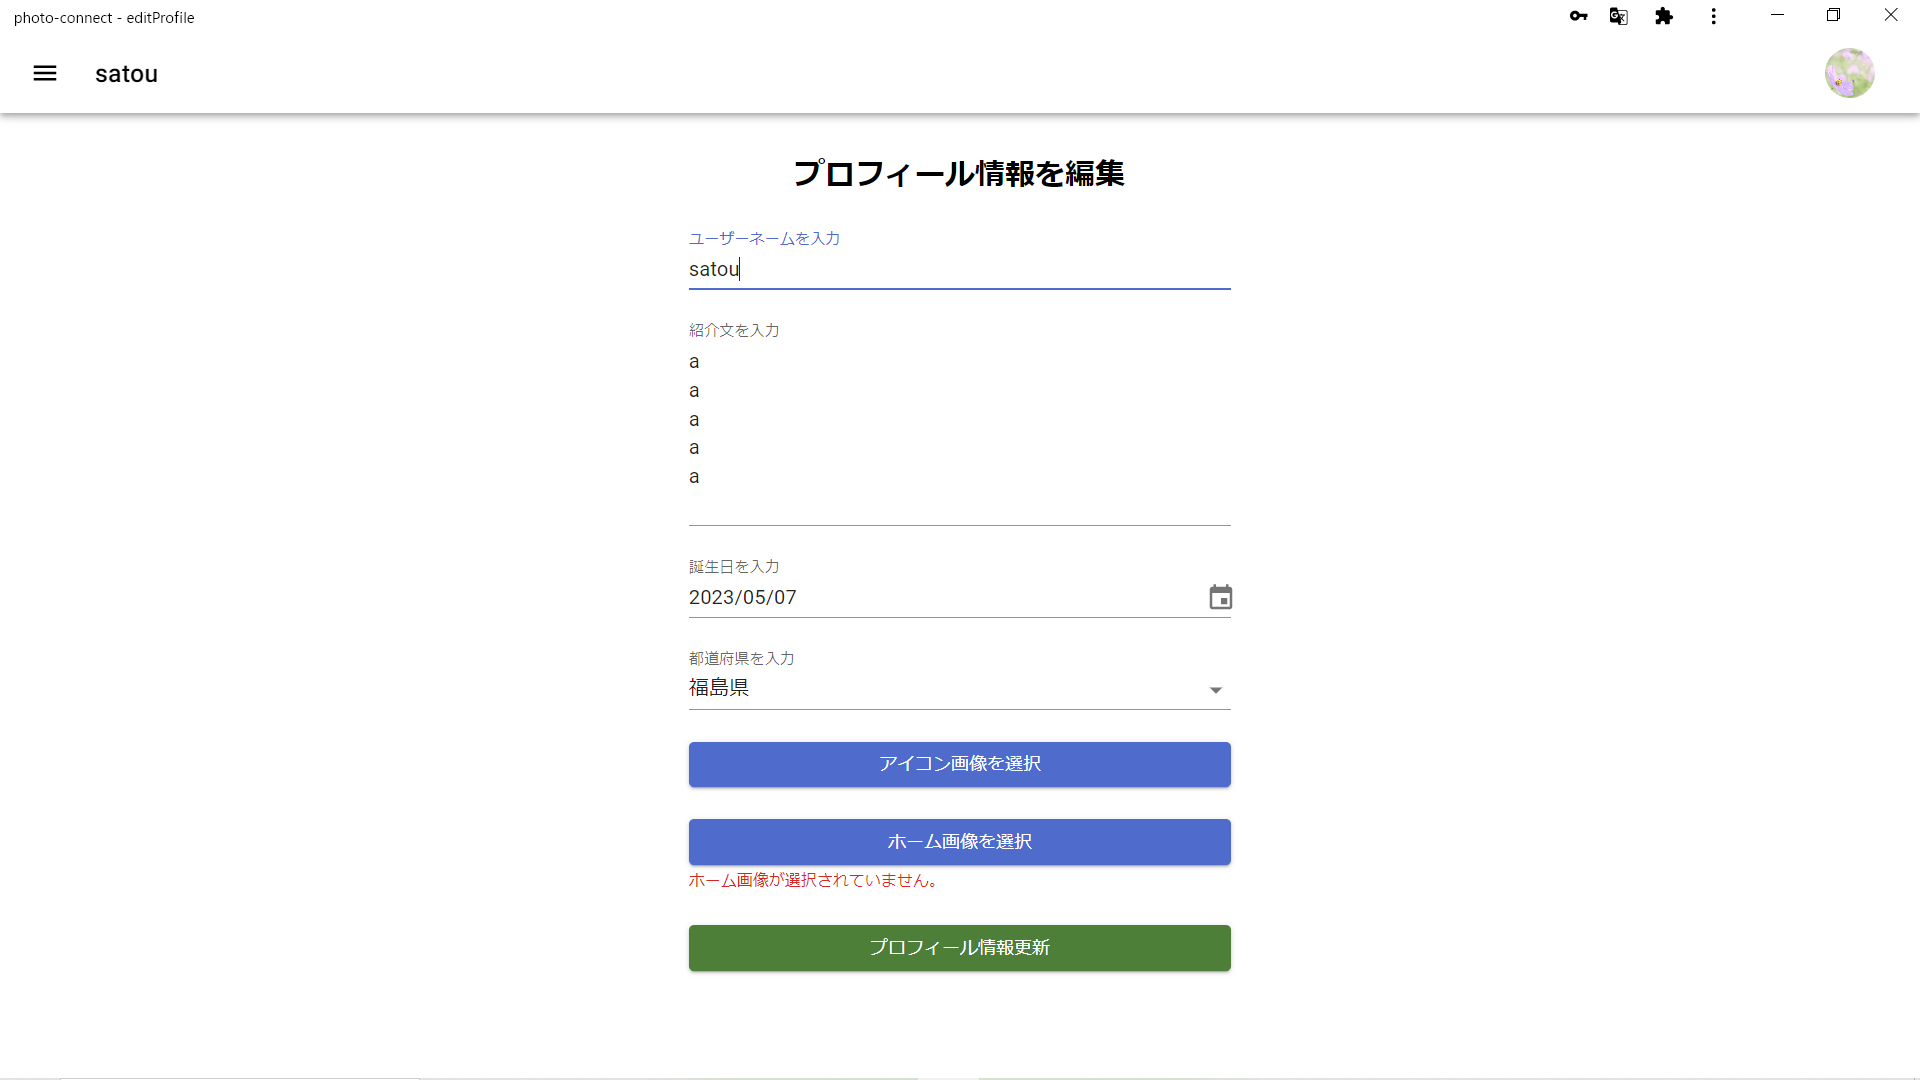 photo-connect - editProfile
satou
プロフィール情報を編集
ユーザーネームを入力
satou
紹介文を入力
a
a
a
a
a
誕生日を入力
2023/05/07
都道府県を入力
福島県
アイコン画像を選択
ホーム画像を選択
ホーム画像が選択されていません。
プロフィール情報更新